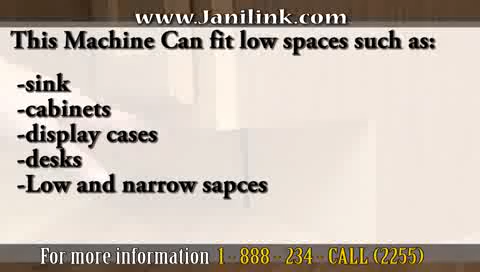 www.Janilink.com
This Machine Can fit low spaces such as:
-sink
-cabinets
-display cases
-desks
-Low and narrow sapces
For more information 1-888-234-CALL (2255)